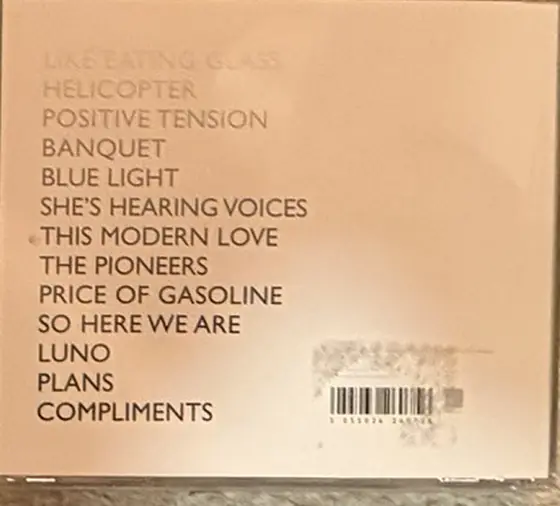 LIKE EATING GLASS
HELICOPTER
POSITIVE TENSION
BANQUET
BLUE LIGHT
SHE'S HEARING VOICES
THIS MODERN LOVE
THE PIONEERS
PRICE OF GASOLINE
SO HERE WE ARE
LUNO
PLANS
COMPLIMENTS